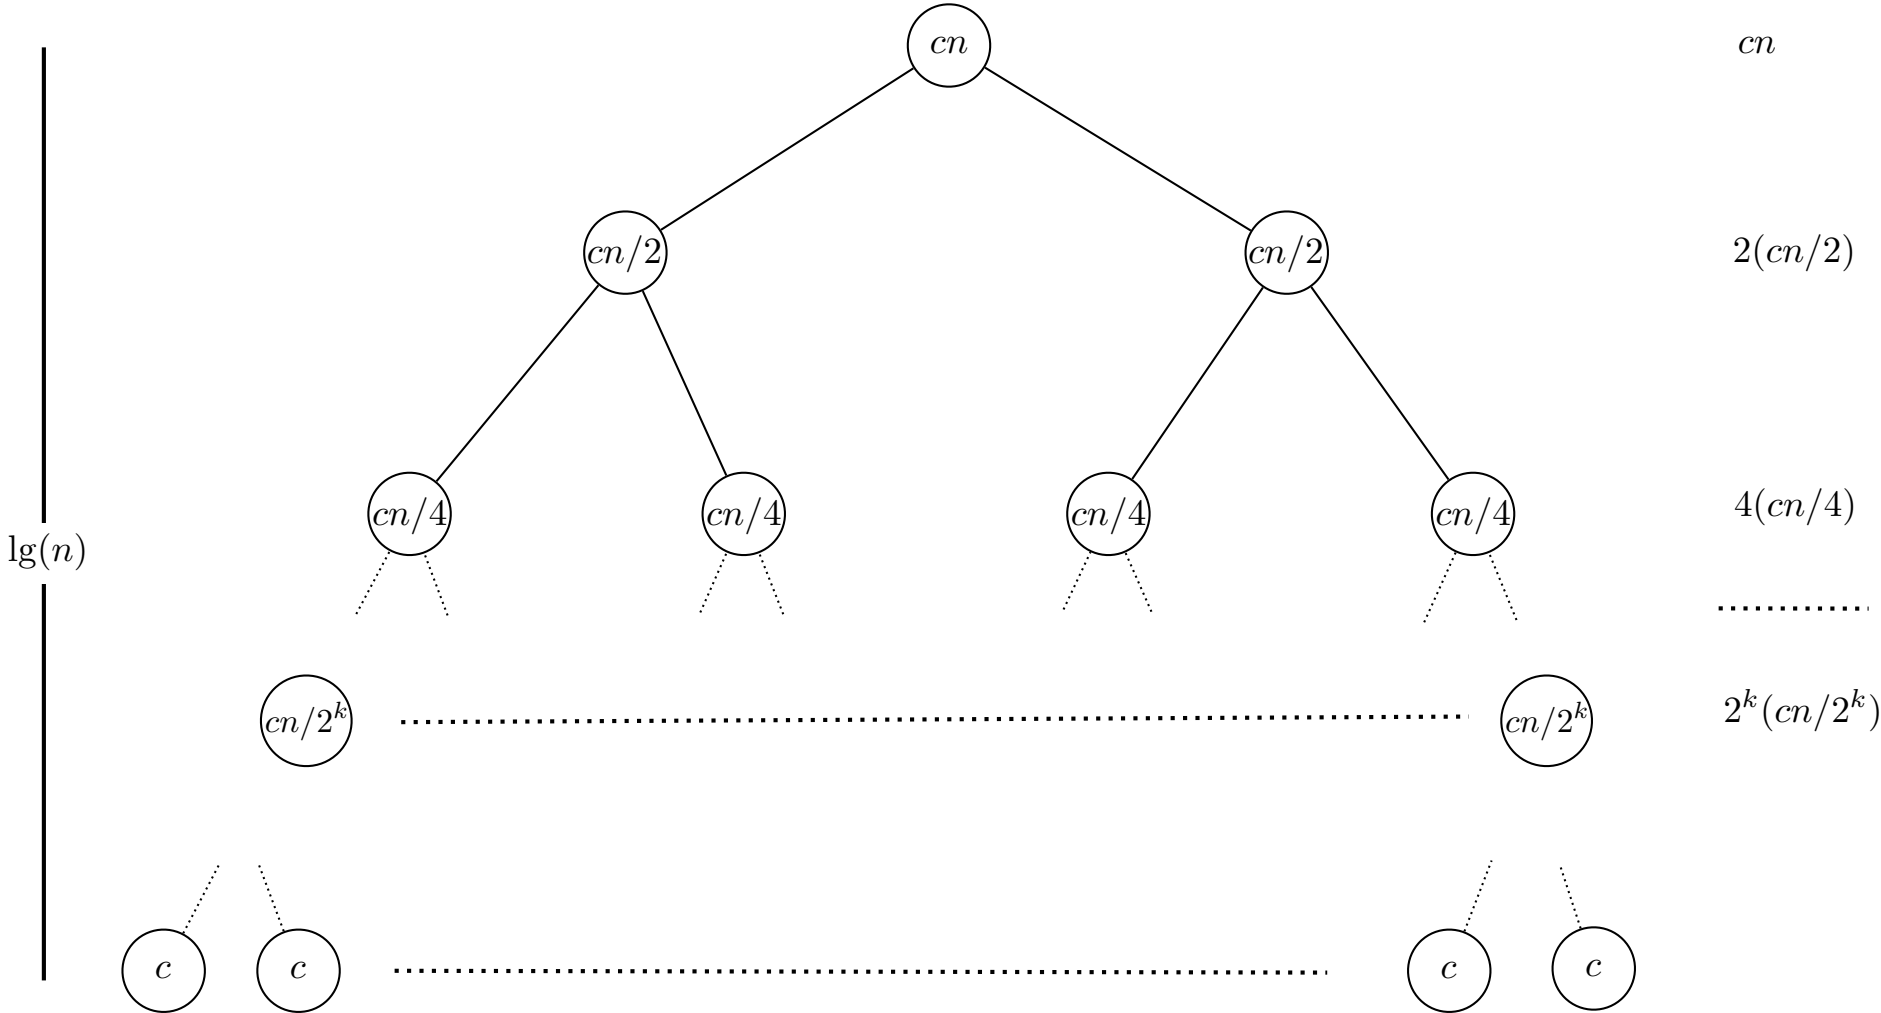 cn cn
cn/2 cn/2 2(cn/2)
cn/4 cn/4 cn/4 cn/4 4(cn/4)
lg(n)
cn/2^k cn/2^k 2^k(cn/2^k)
c c c c